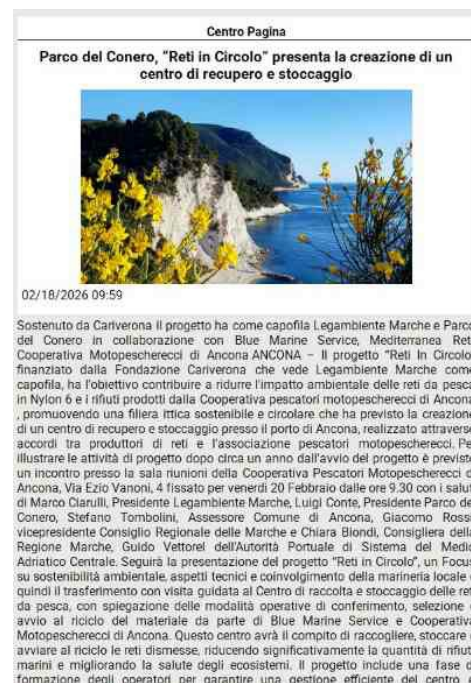 Centro Pagina
Parco del Conero, "Reti in Circolo" presenta la creazione di un
centro di recupero e stoccaggio
02/18/2026 09:59
Sostenuto da Cariverona il progetto ha come capofila Legambiente Marche e Parco
del Conero in collaborazione con Blue Marine Service, Mediterranea Reti
Cooperativa Motopescherecci di Ancona ANCONA – Il progetto "Reti In Circolo
finanziato dalla Fondazione Cariverona che vede Legambiente Marche come
capofila, ha l'obiettivo contribuire a ridurre l'impatto ambientale delle reti da pesca
in Nylon 6 e i rifiuti prodotti dalla Cooperativa pescatori motopescherecci di Ancona
, promuovendo una filiera ittica sostenibile e circolare che ha previsto la creazione
di un centro di recupero e stoccaggio presso il porto di Ancona, realizzato attraverso
accordi tra produttori di reti e l'associazione pescatori motopescherecci. Per
illustrare le attività di progetto dopo circa un anno dall'avvio del progetto è previsto
un incontro presso la sala riunioni della Cooperativa Pescatori Motopescherecci di
Ancona, Via Ezio Vanoni, 4 fissato per venerdi 20 Febbraio dalle ore 9.30 con i saluti
di Marco Ciarulli, Presidente Legambiente Marche, Luigi Conte, Presidente Parco del
Conero, Stefano Tombolini, Assessore Comune di Ancona, Giacomo Rossi
vicepresidente Consiglio Regionale delle Marche e Chiara Biondi, Consigliera della
Regione Marche, Guido Vettorel dell'Autorità Portuale di Sistema del Medio
Adriatico Centrale. Seguirà la presentazione del progetto "Reti in Circolo", un Focus
su sostenibilità ambientale, aspetti tecnici e coinvolgimento della marineria locale e
quindi il trasferimento con visita guidata al Centro di raccolta e stoccaggio delle reti
da pesca, con spiegazione delle modalità operative di conferimento, selezione e
avvio al riciclo del materiale da parte di Blue Marine Service e Cooperativa
Motopescherecci di Ancona. Questo centro avrà il compito di raccogliere, stoccare e
avviare al riciclo le reti dismesse, riducendo significativamente la quantità di rifiuti
marini e migliorando la salute degli ecosistemi. Il progetto include una fase di
formazione degli operatori per garantire una gestione efficiente del centro e